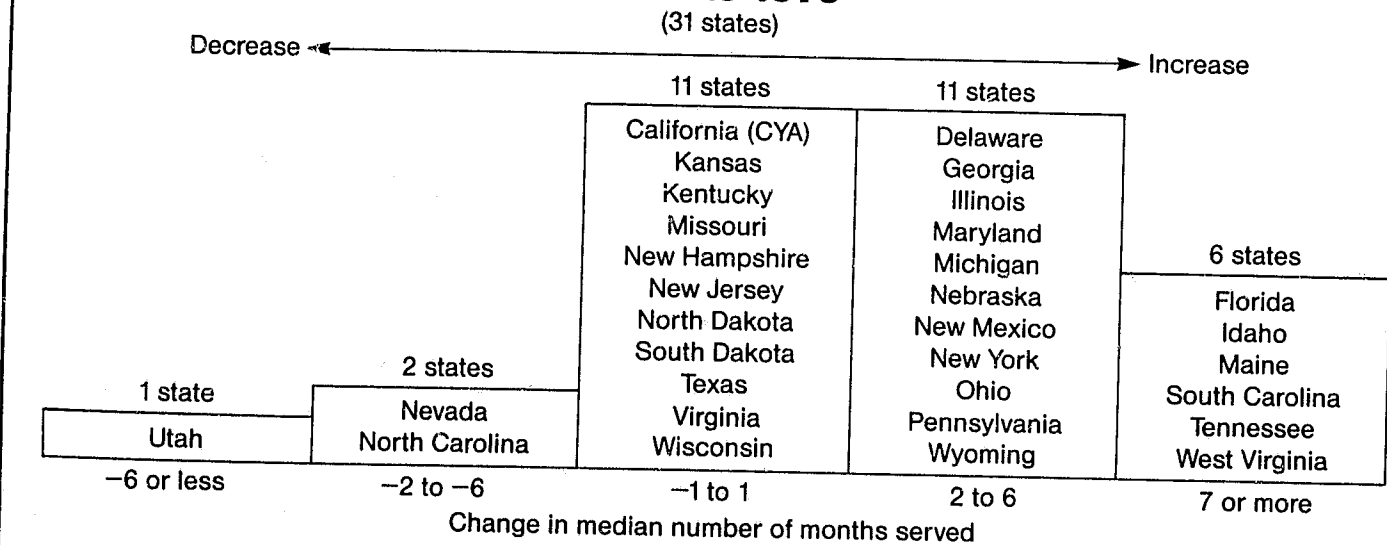 (31 states)
Decrease Increase
11 states 11 states
California (CYA)
Kansas
Kentucky
Missouri
New Hampshire
New Jersey
North Dakota
South Dakota
Texas
Virginia
Wisconsin
Delaware
Georgia
Illinois
Maryland
Michigan
Nebraska
New Mexico
New York
Ohio
Pennsylvania
Wyoming
6 states
Florida
Idaho
Maine
South Carolina
Tennessee
West Virginia
2 states
Nevada
North Carolina
1 state
Utah
−6 or less −2 to −6 −1 to 1 2 to 6 7 or more
Change in median number of months served